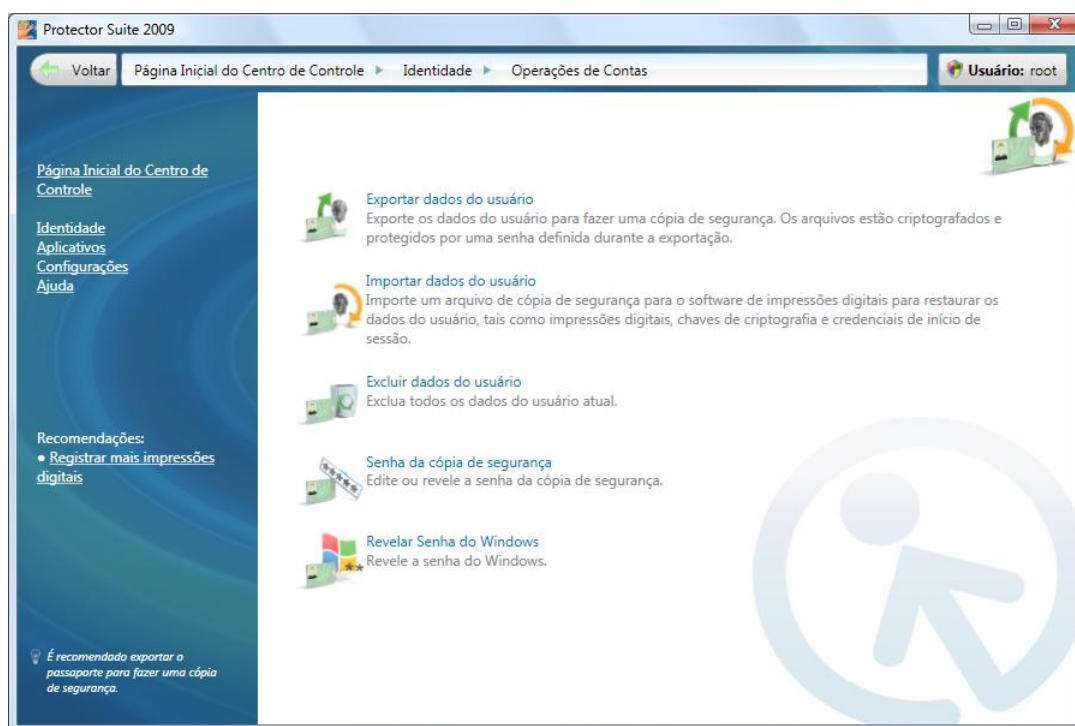 Protector Suite 2009
Voltar
Página Inicial do Centro de Controle
Identidade
Operações de Contas
Usuário: root
Página Inicial do Centro de
Controle
Identidade
Aplicativos
Configurações
Ajuda
Recomendações:
• Registrar mais impressões
digitais
É recomendado exportar o
passaporte para fazer uma cópia
de segurança.
Exportar dados do usuário
Exporte os dados do usuário para fazer uma cópia de segurança. Os arquivos estão criptografados e
protegidos por uma senha definida durante a exportação.
Importar dados do usuário
Importe um arquivo de cópia de segurança para o software de impressões digitais para restaurar os
dados do usuário, tais como impressões digitais, chaves de criptografia e credenciais de início de
sessão.
Excluir dados do usuário
Exclua todos os dados do usuário atual.
Senha da cópia de segurança
Edite ou revele a senha da cópia de segurança.
Revelar Senha do Windows
Revele a senha do Windows.